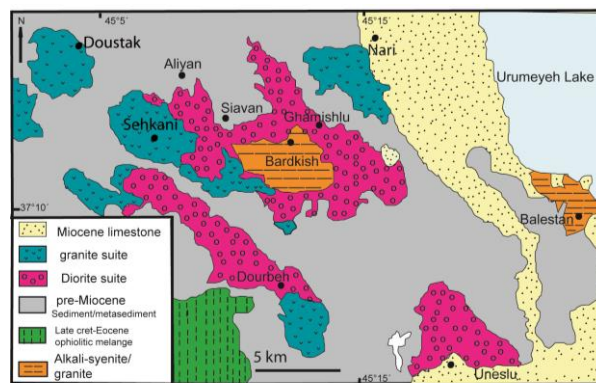 45°5'
45°15'
N
Doustak
Nari
Aliyan
Urumeyeh Lake
Siavan
Ghamishlu
Sehkani
Bardkish
37°10'
Balestan
Miocene limestone
granite suite
Diorite suite
Dourbeh
pre-Miocene
Sediment/metasediment
Late cret-Eocene
ophiolitic melange
5 km
Alkali-syenite/
granite
45°15'
Uneslu